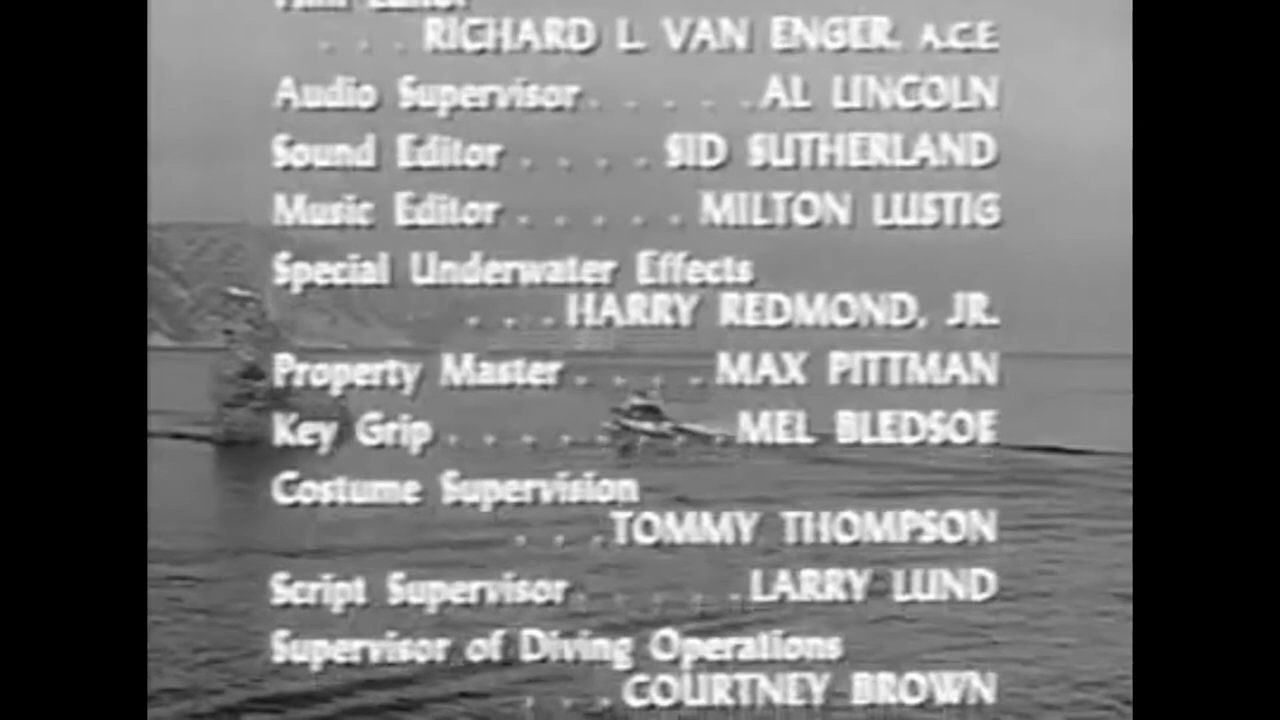 Film Editor
. . . RICHARD L. VAN ENGER, A.C.E
Audio Supervisor . . . . . AL LINCOLN
Sound Editor . . . . SID SUTHERLAND
Music Editor . . . . . MILTON LUSTIG
Special Underwater Effects
. . . HARRY REDMOND, JR.
Property Master . . . . MAX PITTMAN
Key Grip . . . . . . . . MEL BLEDSOE
Costume Supervision
. . . TOMMY THOMPSON
Script Supervisor . . . . . LARRY LUND
Supervisor of Diving Operations
. . . COURTNEY BROWN